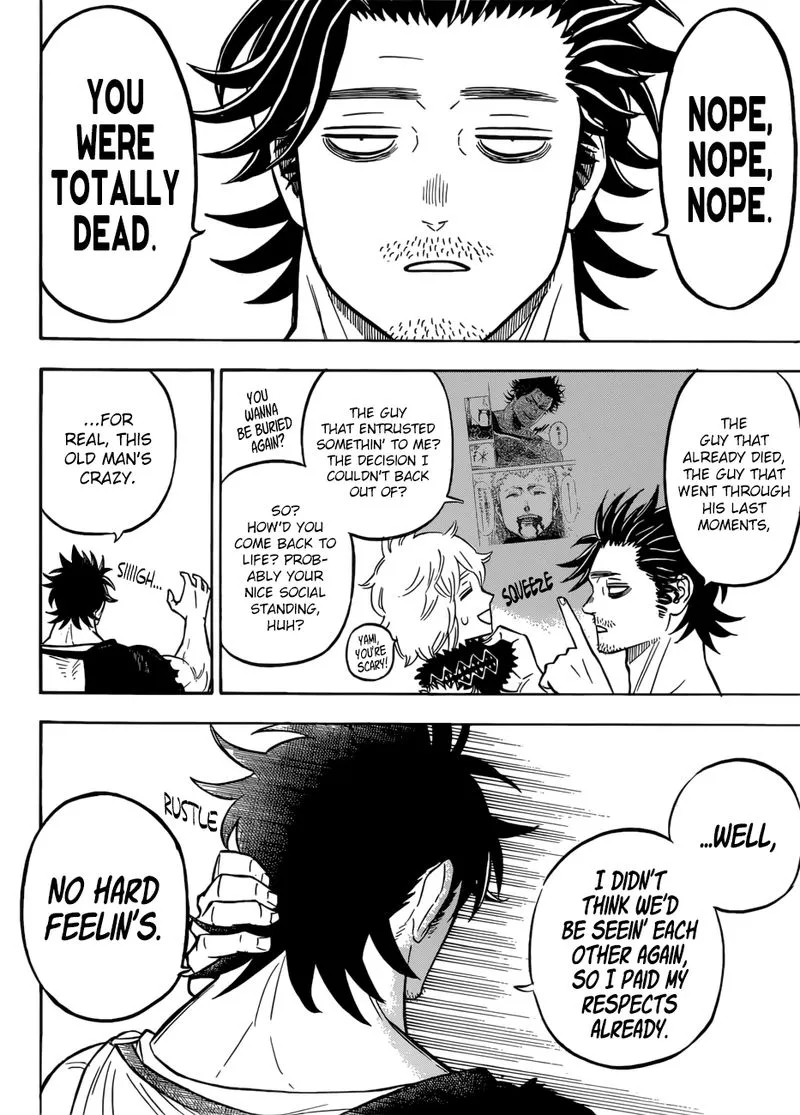 NOPE,
NOPE,
NOPE.
YOU
WERE
TOTALLY
DEAD.
THE
GUY THAT
ALREADY DIED,
THE GUY THAT
WENT THROUGH
HIS LAST
MOMENTS,
THE GUY
THAT ENTRUSTED
SOMETHIN' TO ME?
THE DECISION I
COULDN'T BACK
OUT OF?
SQUEEZE
YOU
WANNA
BE BURIED
AGAIN?
SO?
HOW'D YOU
COME BACK TO
LIFE? PROB-
ABLY YOUR
NICE SOCIAL
STANDING,
HUH?
YAMI,
YOU'RE
SCARY!
...FOR
REAL, THIS
OLD MAN'S
CRAZY.
SIIIIGH...
...WELL,
I DIDN'T
THINK WE'D
BE SEEIN' EACH
OTHER AGAIN,
SO I PAID MY
RESPECTS
ALREADY.
RUSTLE
NO HARD
FEELIN'S.